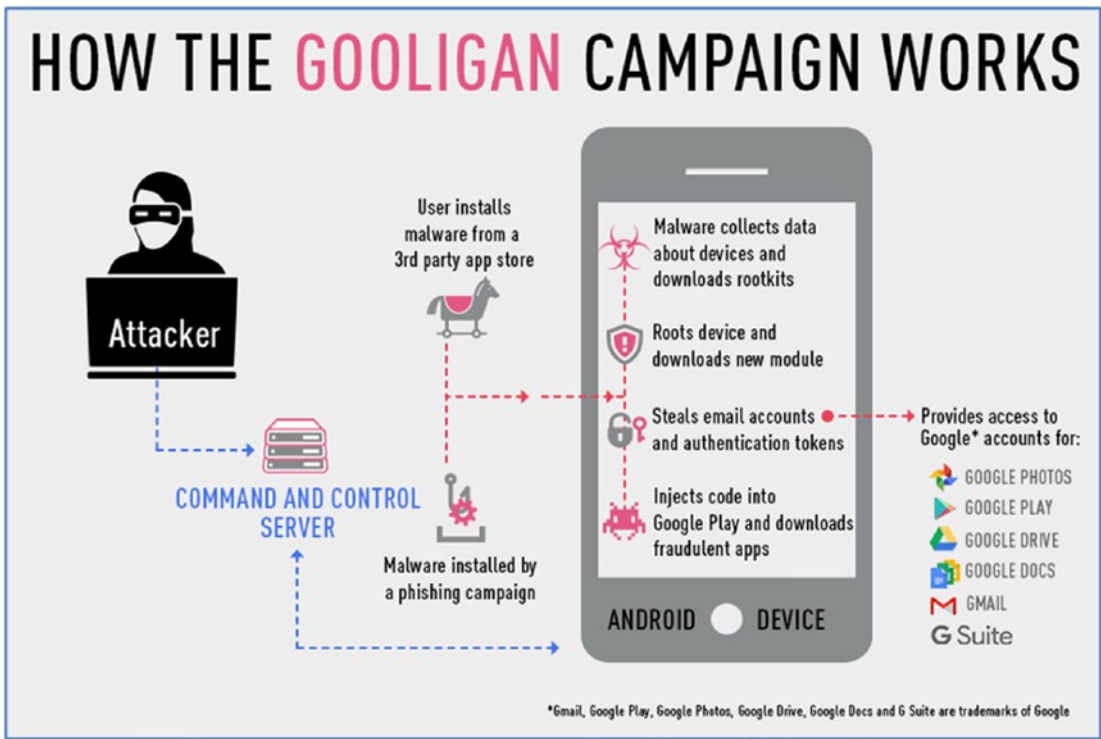 HOW THE GOOLIGAN CAMPAIGN WORKS
Attacker
COMMAND AND CONTROL
SERVER
User installs
malware from a
3rd party app store
Malware installed by
a phishing campaign
Malware collects data
about devices and
downloads rootkits
Roots device and
downloads new module
Steals email accounts
and authentication tokens
Injects code into
Google Play and downloads
fraudulent apps
ANDROID DEVICE
Provides access to
Google* accounts for:
GOOGLE PHOTOS
GOOGLE PLAY
GOOGLE DRIVE
GOOGLE DOCS
GMAIL
G Suite
*Gmail, Google Play, Google Photos, Google Drive, Google Docs and G Suite are trademarks of Google